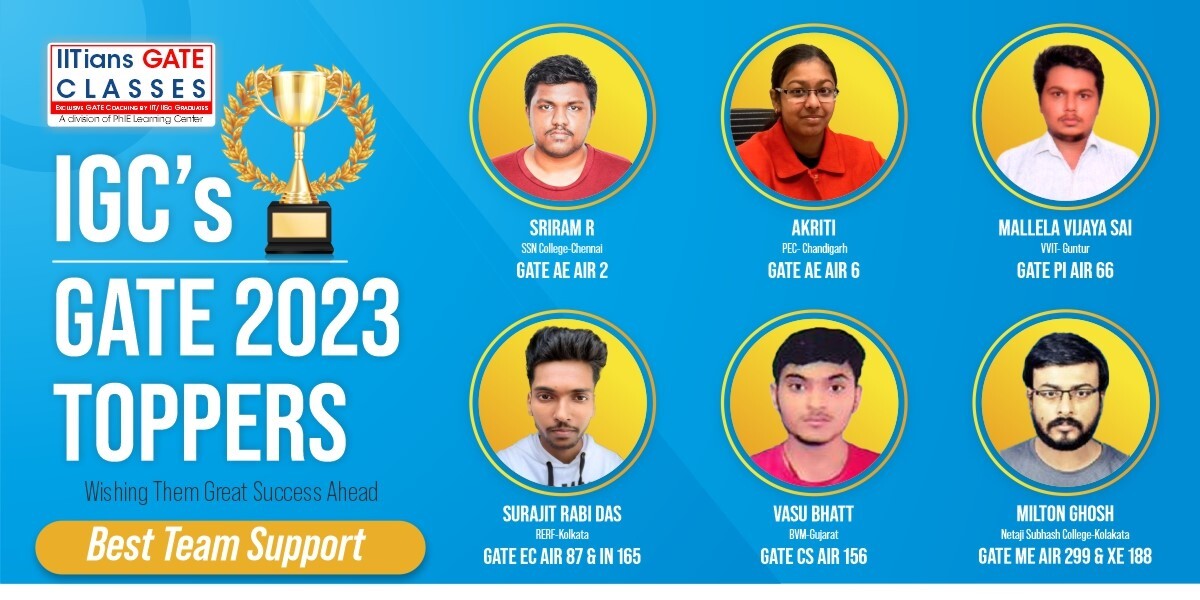 IITians GATE
CLASSES
EXCLUSIVE GATE COACHING BY IIT/ IISc GRADUATES
A division of PhIE Learning Center
IGC's
GATE 2023
TOPPERS
Wishing Them Great Success Ahead
Best Team Support
SRIRAM R
SSN College-Chennai
GATE AE AIR 2
AKRITI
PEC- Chandigarh
GATE AE AIR 6
MALLELA VIJAYA SAI
VVIT- Guntur
GATE PI AIR 66
SURAJIT RABI DAS
RERF-Kolkata
GATE EC AIR 87 & IN 165
VASU BHATT
BVM-Gujarat
GATE CS AIR 156
MILTON GHOSH
Netaji Subhash College-Kolakata
GATE ME AIR 299 & XE 188